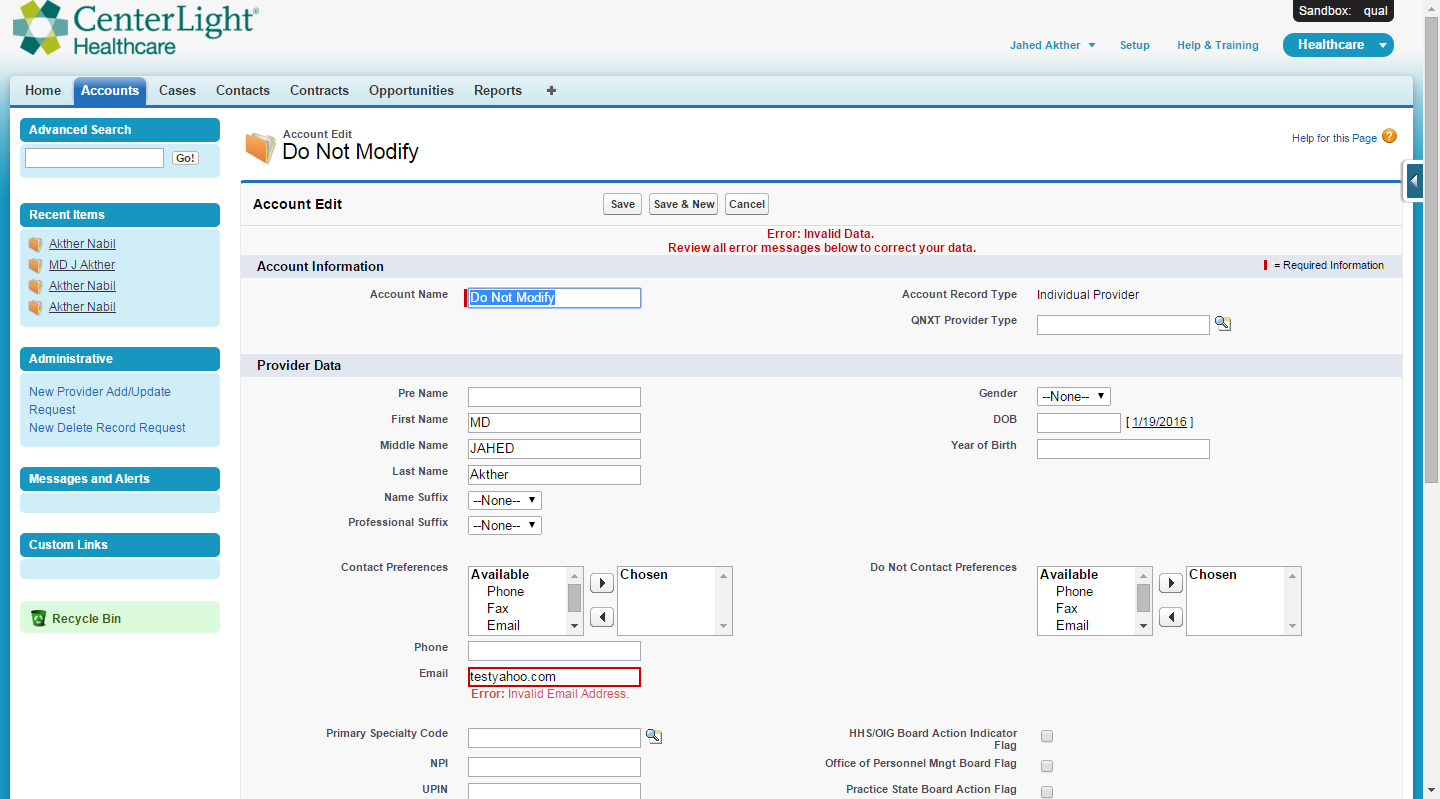 CenterLight®
Healthcare
Sandbox: qual
Jahed Akther Setup Help & Training Healthcare
Home Accounts Cases Contacts Contracts Opportunities Reports +
Advanced Search
Go!
Recent Items
Akther Nabil
MD J Akther
Akther Nabil
Akther Nabil
Administrative
New Provider Add/Update
Request
New Delete Record Request
Messages and Alerts
Custom Links
Recycle Bin
Account Edit
Do Not Modify
Help for this Page ?
Account Edit Save Save & New Cancel
Error: Invalid Data.
Review all error messages below to correct your data.
Account Information = Required Information
Account Name Do Not Modify Account Record Type Individual Provider
QNXT Provider Type
Provider Data
Pre Name Gender --None--
First Name MD DOB [ 1/19/2016 ]
Middle Name JAHED Year of Birth
Last Name Akther
Name Suffix --None--
Professional Suffix --None--
Contact Preferences Available Chosen Do Not Contact Preferences Available Chosen
Phone Phone
Fax Fax
Email Email
Phone
Email testyahoo.com
Error: Invalid Email Address.
Primary Specialty Code HHS/OIG Board Action Indicator
Flag
NPI Office of Personnel Mngt Board Flag
UPIN Practice State Board Action Flag